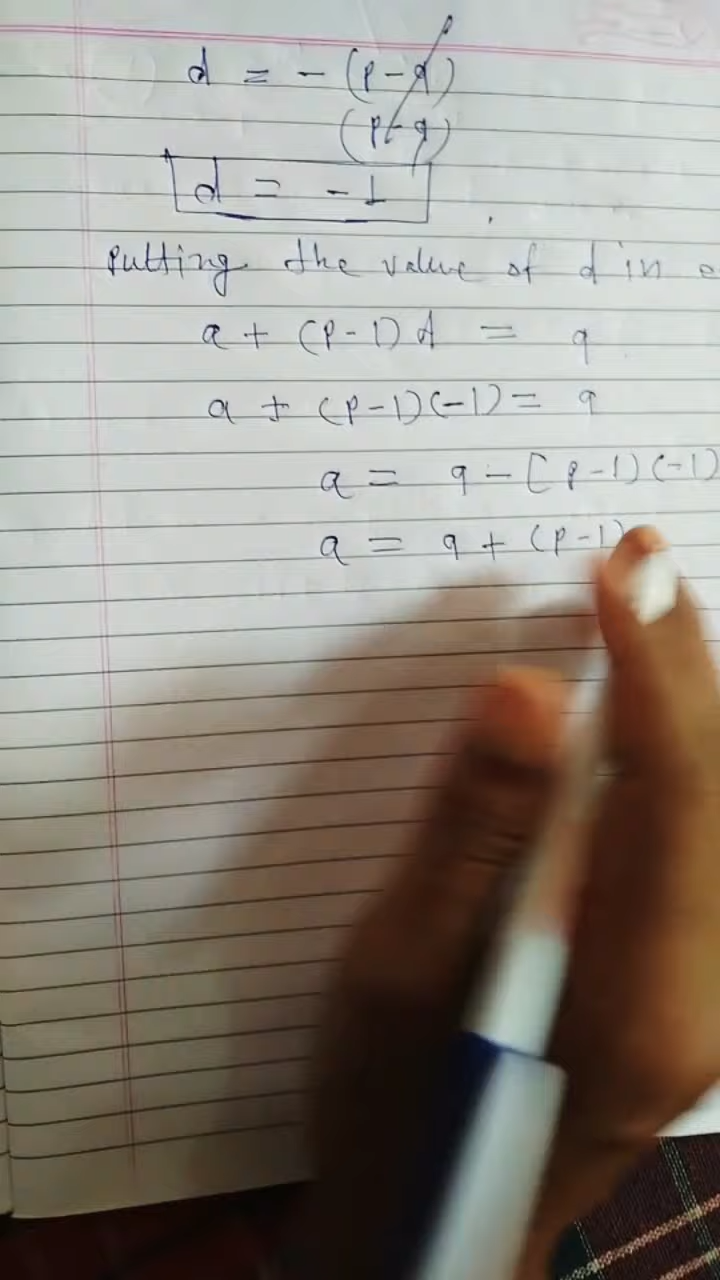 d = - (p-q)
(p-q)
d = -1
Putting the value of d in e
a + (p-1)d = q
a + (p-1)(-1) = q
a = q - [p-1)(-1)
a = q + (p-1)